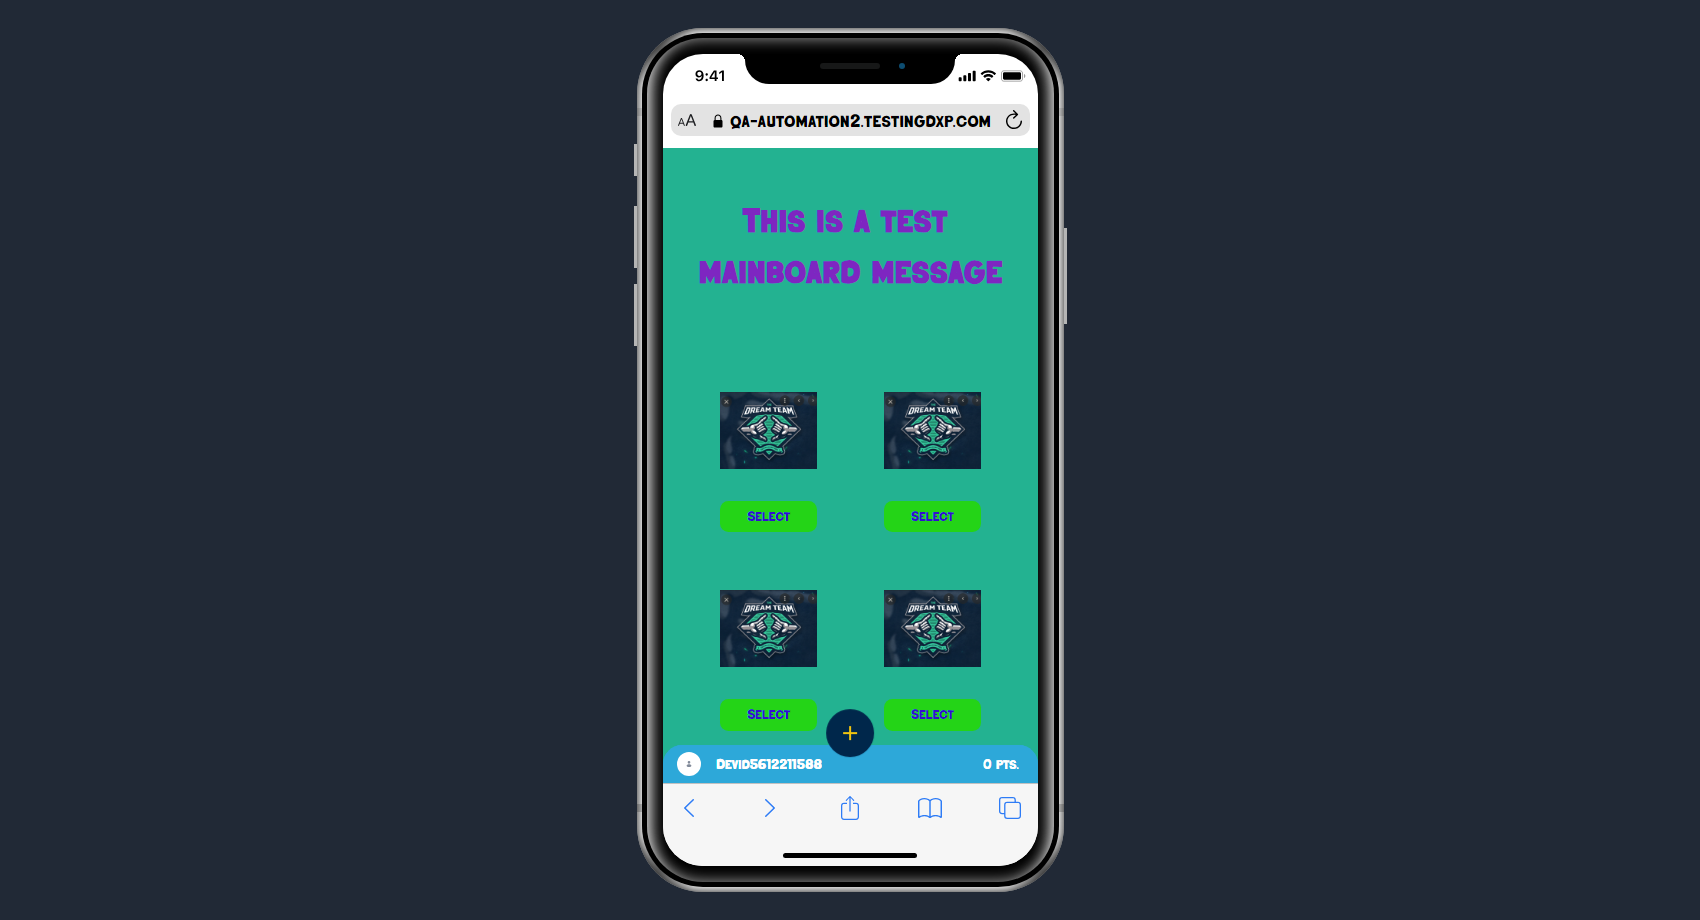 9:41
AA QA-AUTOMATION2.TESTINGDXP.COM
THIS IS A TEST
MAINBOARD MESSAGE
DREAM TEAM DREAM TEAM
SELECT SELECT
DREAM TEAM DREAM TEAM
SELECT SELECT
+
DEVID5612211588 0 PTS.